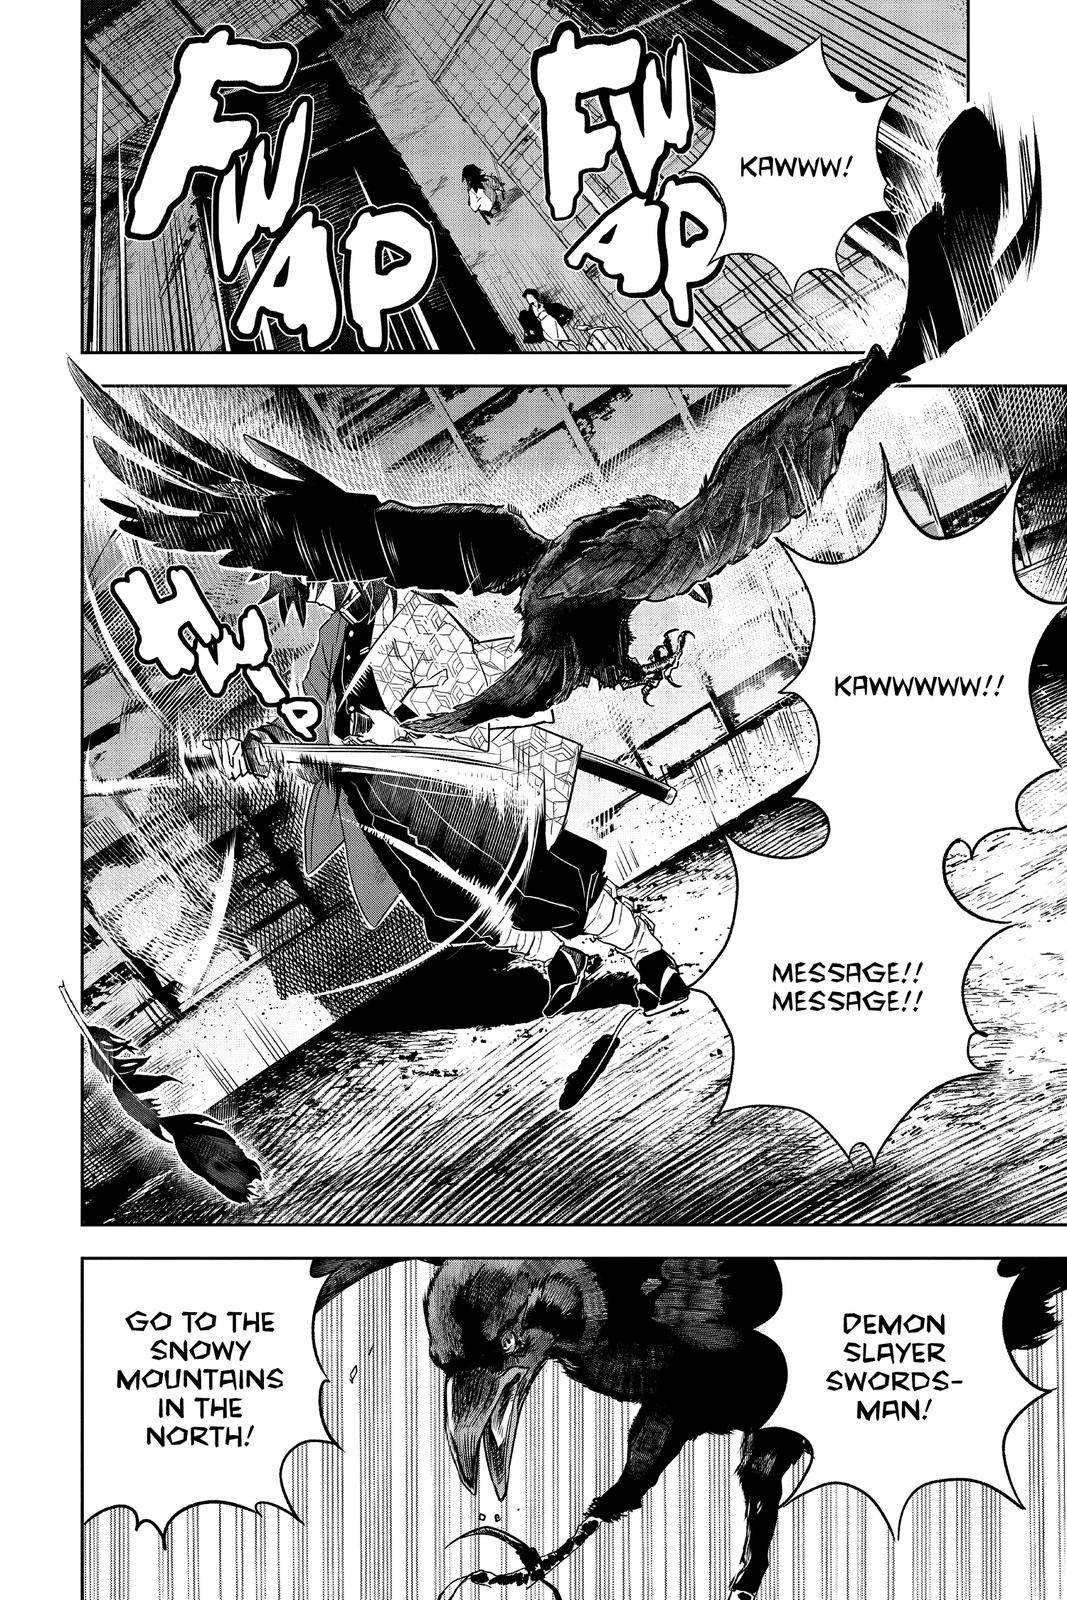 KAWWW!
FWAP
FWAP
KAWWWWW!!
HWIP
MESSAGE!!
MESSAGE!!
DEMON
SLAYER
SWORDS-
MAN!
GO TO THE
SNOWY
MOUNTAINS
IN THE
NORTH!